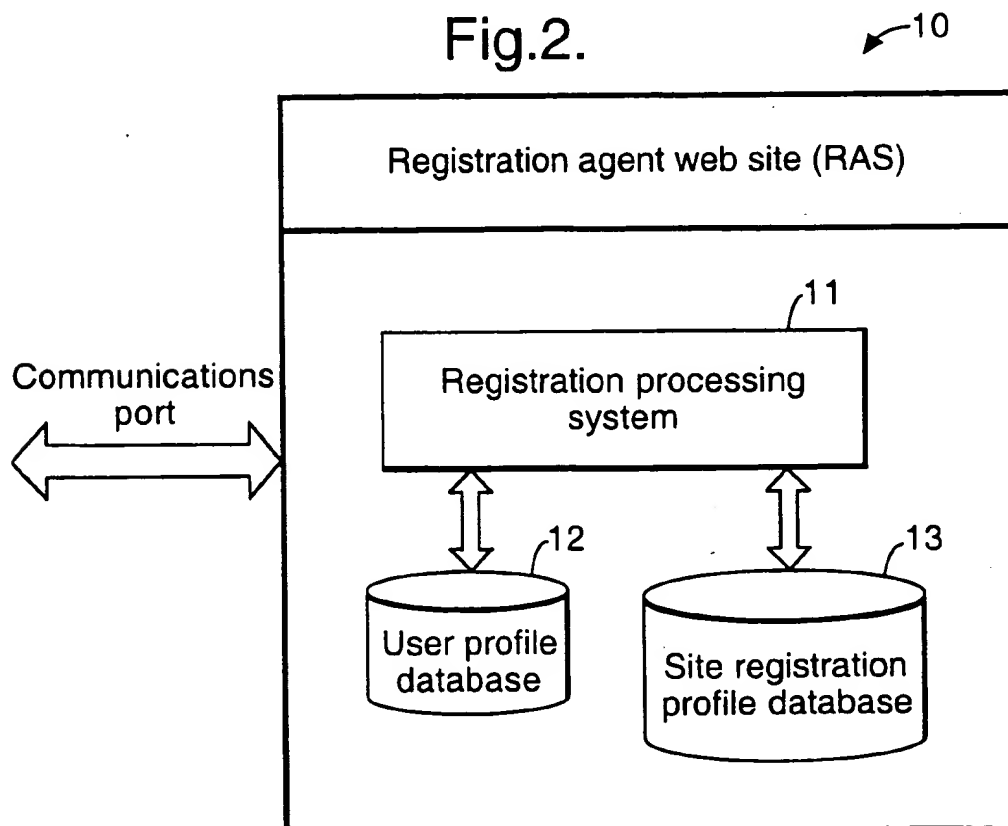 Fig.2.
10
Registration agent web site (RAS)
11
Registration processing
system
Communications
port
12
User profile
database
13
Site registration
profile database